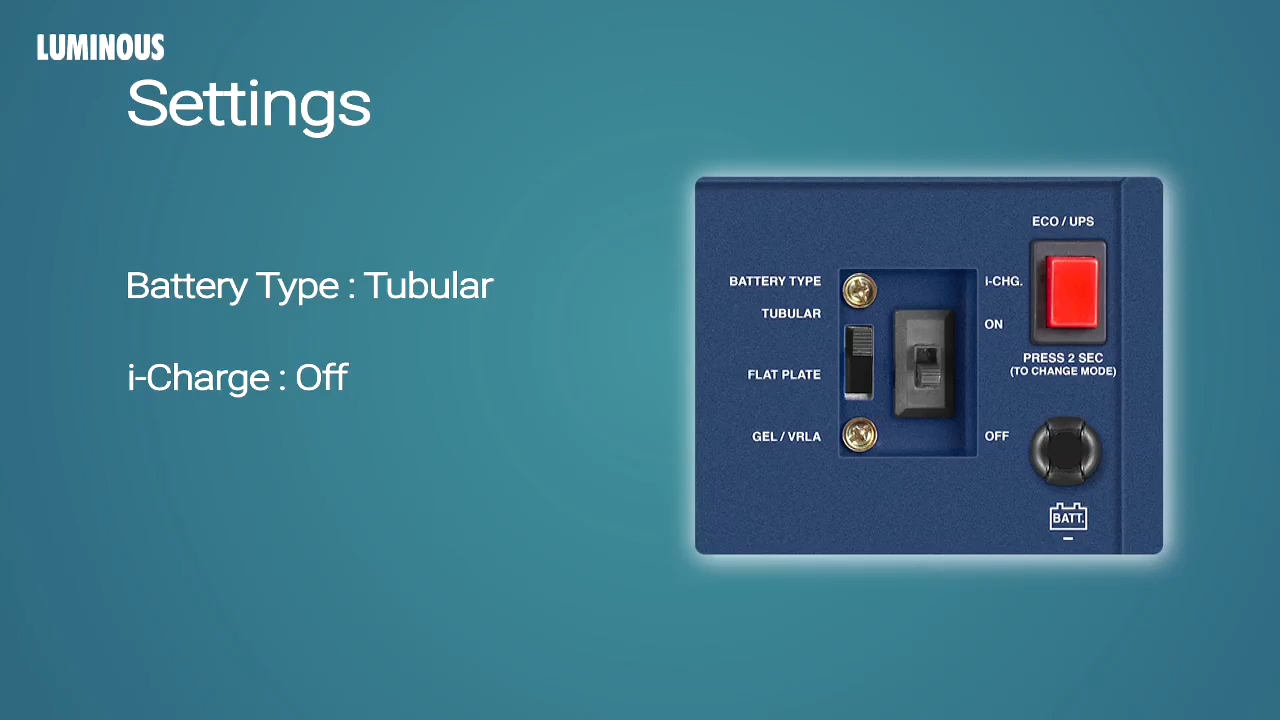 LUMINOUS
Settings
Battery Type : Tubular
i-Charge : Off
ECO / UPS
BATTERY TYPE
i-CHG.
TUBULAR
ON
PRESS 2 SEC
(TO CHANGE MODE)
FLAT PLATE
GEL / VRLA
OFF
BATT.
–